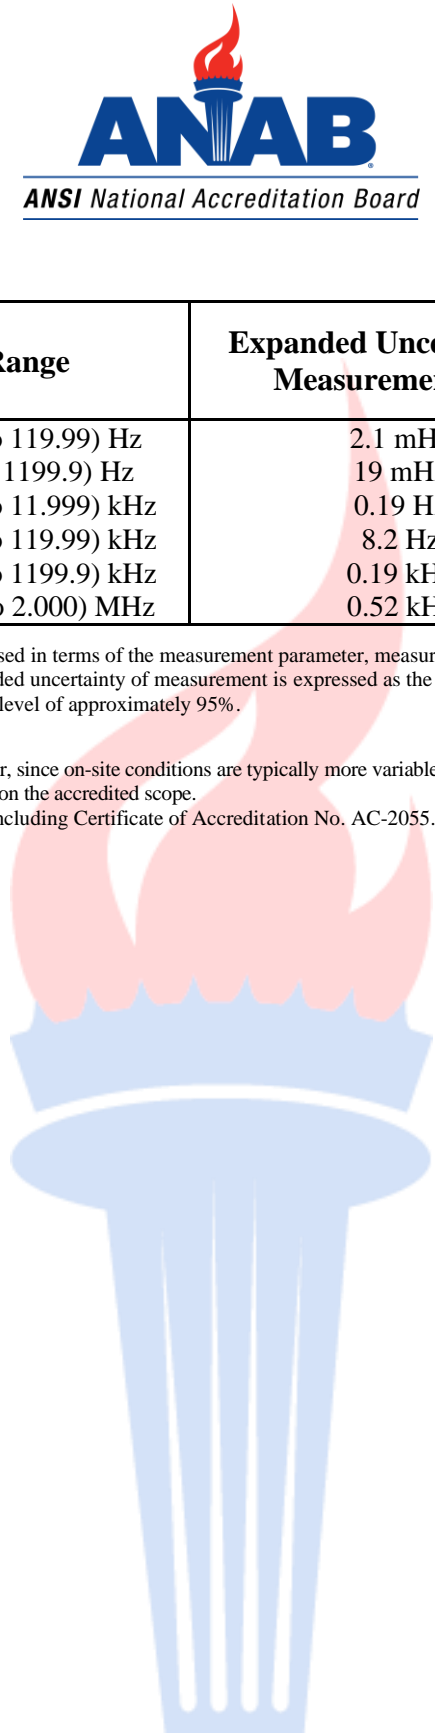 ANAB
ANSI National Accreditation Board
Range
Expanded Unce
Measuremen
o 119.99) Hz
2.1 mH
1199.9) Hz
19 mH
o 11.999) kHz
0.19 H
o 119.99) kHz
8.2 Hz
o 1199.9) kHz
0.19 kH
o 2.000) MHz
0.52 kH
sed in terms of the measurement parameter, measur
ded uncertainty of measurement is expressed as the
level of approximately 95%.
r, since on-site conditions are typically more variable
on the accredited scope.
ncluding Certificate of Accreditation No. AC-2055.